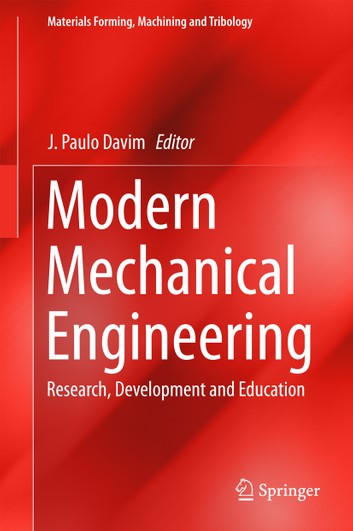 Materials Forming, Machining and Tribology
J. Paulo Davim Editor
Modern
Mechanical
Engineering
Research, Development and Education
Springer